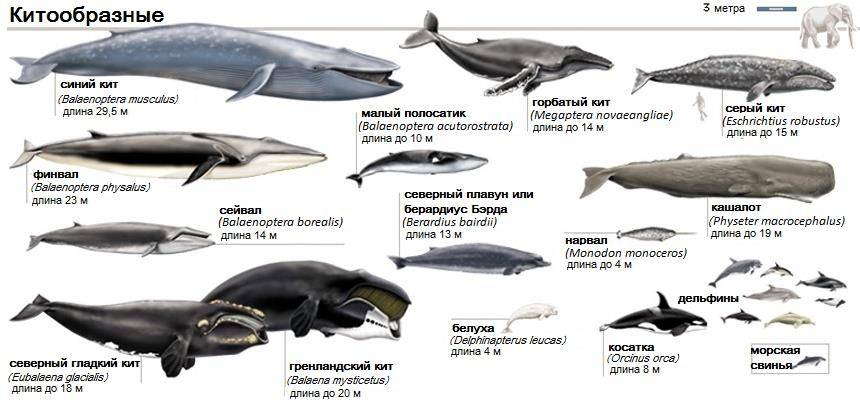 Китообразные
3 метра
синий кит
(Balaenoptera musculus)
длина 29,5 м
малый полосатик
(Balaenoptera acutorostrata)
длина до 10 м
горбатый кит
(Megaptera novaeangliae)
длина до 14 м
серый кит
(Eschrichtius robustus)
длина до 15 м
финвал
(Balaenoptera physalus)
длина 23 м
сейвал
(Balaenoptera borealis)
длина 14 м
северный плавун или
берардиус Бэрда
(Berardius bairdii)
длина 13 м
кашалот
(Physeter macrocephalus)
длина до 19 м
нарвал
(Monodon monoceros)
длина до 4 м
дельфины
северный гладкий кит
(Eubalaena glacialis)
длина до 18 м
гренландский кит
(Balaena mysticetus)
длина до 20 м
белуха
(Delphinapterus leucas)
длина 4 м
косатка
(Orcinus orca)
длина 8 м
морская
свинья